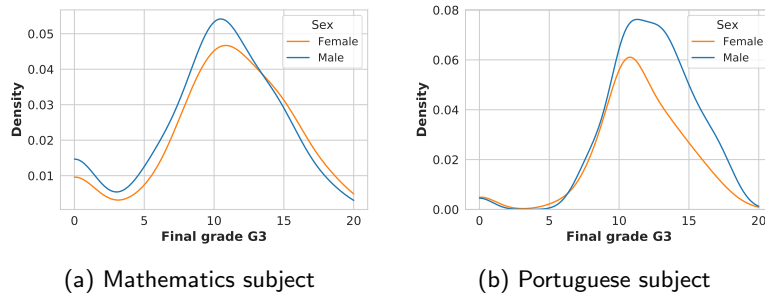 Sex
Female
Male
0.05
0.04
0.03
0.02
0.01
Density
0 5 10 15 20
Final grade G3
(a) Mathematics subject
Sex
Female
Male
0.08
0.06
0.04
0.02
0.00
Density
0 5 10 15 20
Final grade G3
(b) Portuguese subject